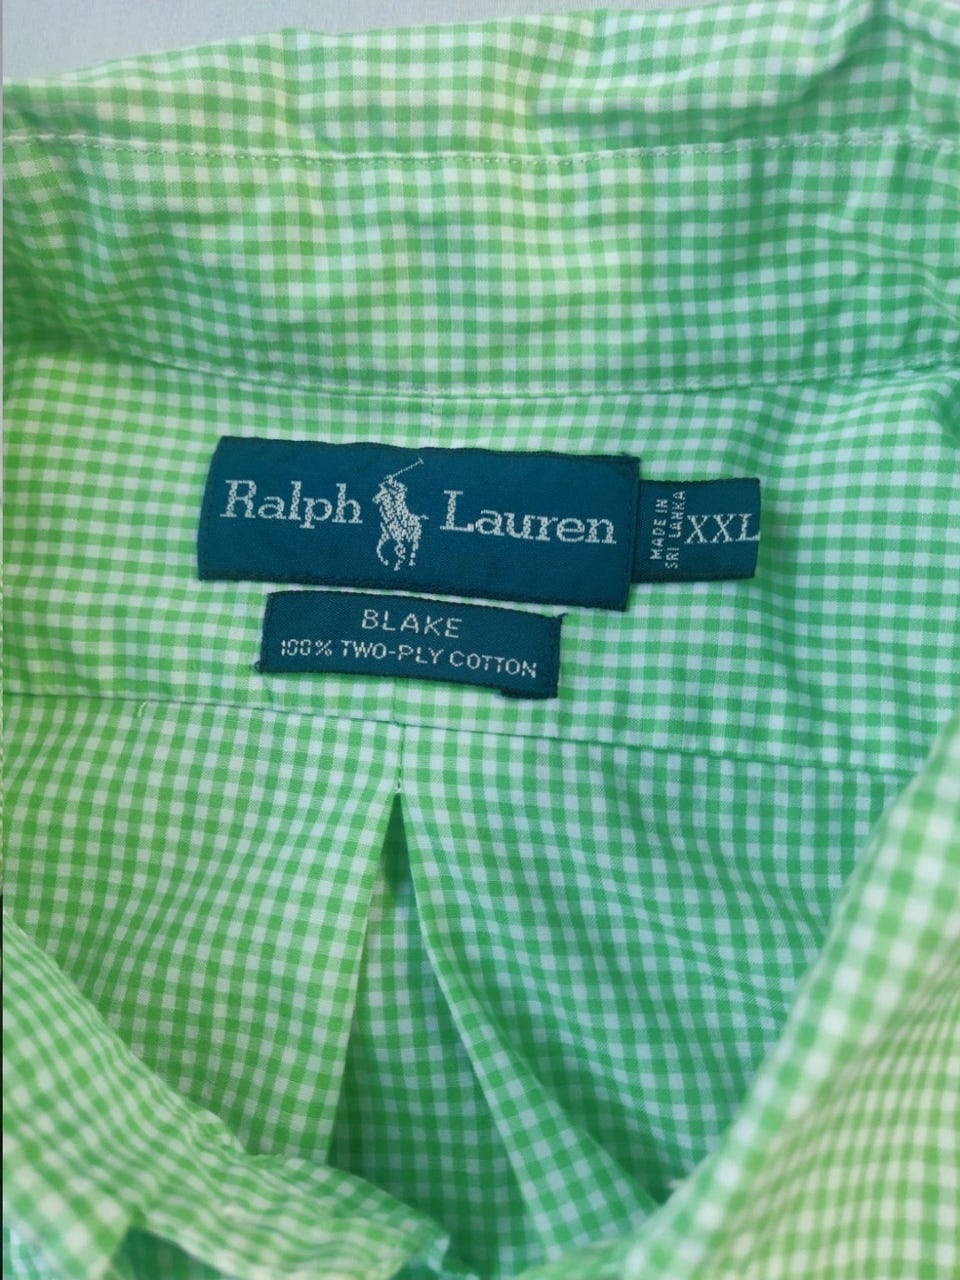 Ralph Lauren
MADE IN
SRI LANKA
XXL
BLAKE
100% TWO-PLY COTTON